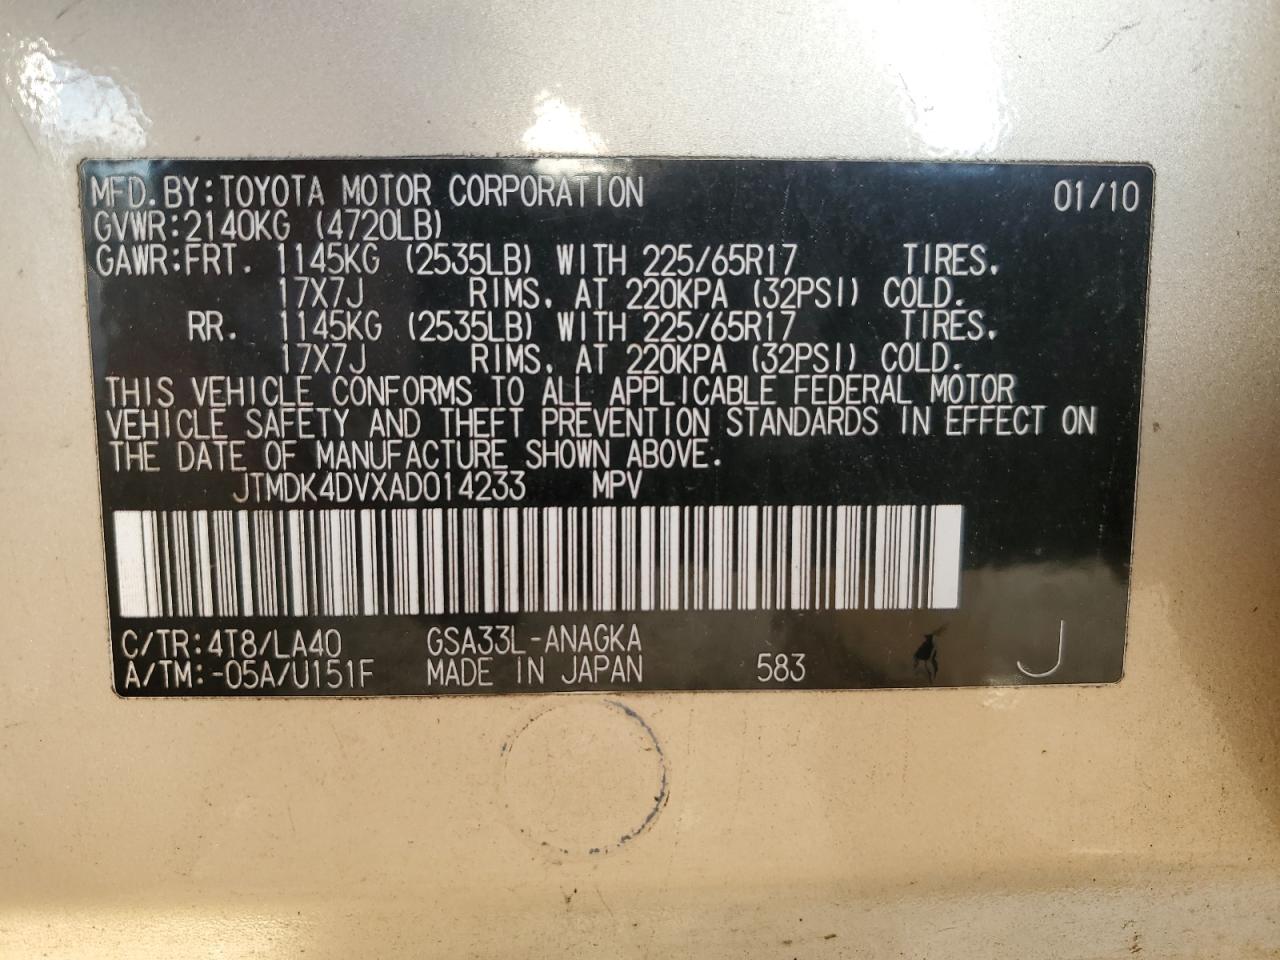 MFD. BY: TOYOTA MOTOR CORPORATION 01/10
GVWR: 2140KG (4720LB)
GAWR: FRT. 1145KG (2535LB) WITH 225/65R17 TIRES.
17X7J RIMS. AT 220KPA (32PSI) COLD.
RR. 1145KG (2535LB) WITH 225/65R17 TIRES.
17X7J RIMS. AT 220KPA (32PSI) COLD.
THIS VEHICLE CONFORMS TO ALL APPLICABLE FEDERAL MOTOR
VEHICLE SAFETY AND THEFT PREVENTION STANDARDS IN EFFECT ON
THE DATE OF MANUFACTURE SHOWN ABOVE.
JTMDK4DVXAD014233 MPV
C/TR: 4T8/LA40 GSA33L-ANAGKA
A/TM: -05A/U151F MADE IN JAPAN 583 J